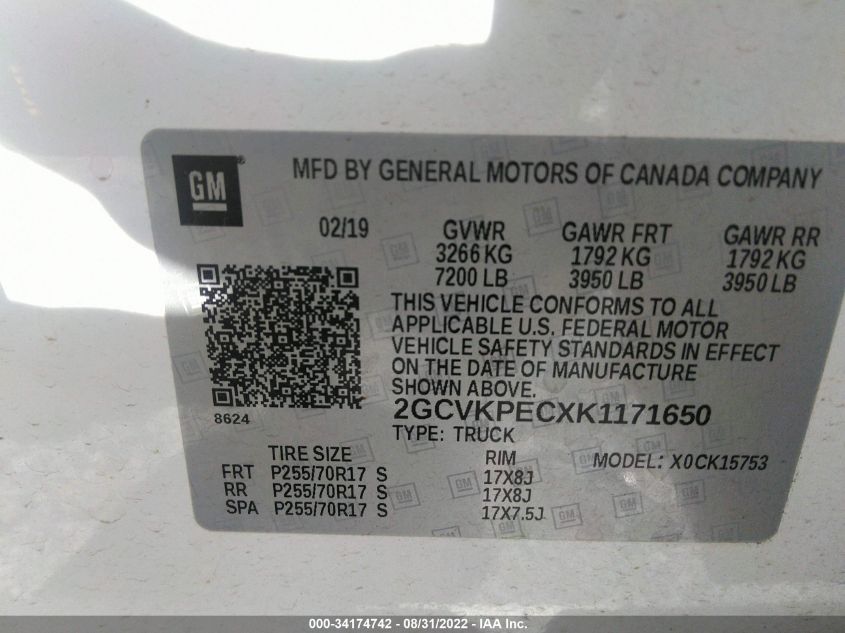 GM
MFD BY GENERAL MOTORS OF CANADA COMPANY
02/19
GVWR GAWR FRT GAWR RR
3266 KG 1792 KG 1792 KG
7200 LB 3950 LB 3950 LB
THIS VEHICLE CONFORMS TO ALL
APPLICABLE U.S. FEDERAL MOTOR
VEHICLE SAFETY STANDARDS IN EFFECT
ON THE DATE OF MANUFACTURE
SHOWN ABOVE.
8624
2GCVKPECXK1171650
TYPE: TRUCK
TIRE SIZE RIM MODEL: X0CK15753
FRT P255/70R17 S 17X8J
RR P255/70R17 S 17X8J
SPA P255/70R17 S 17X7.5J
000-34174742 - 08/31/2022 - IAA Inc.